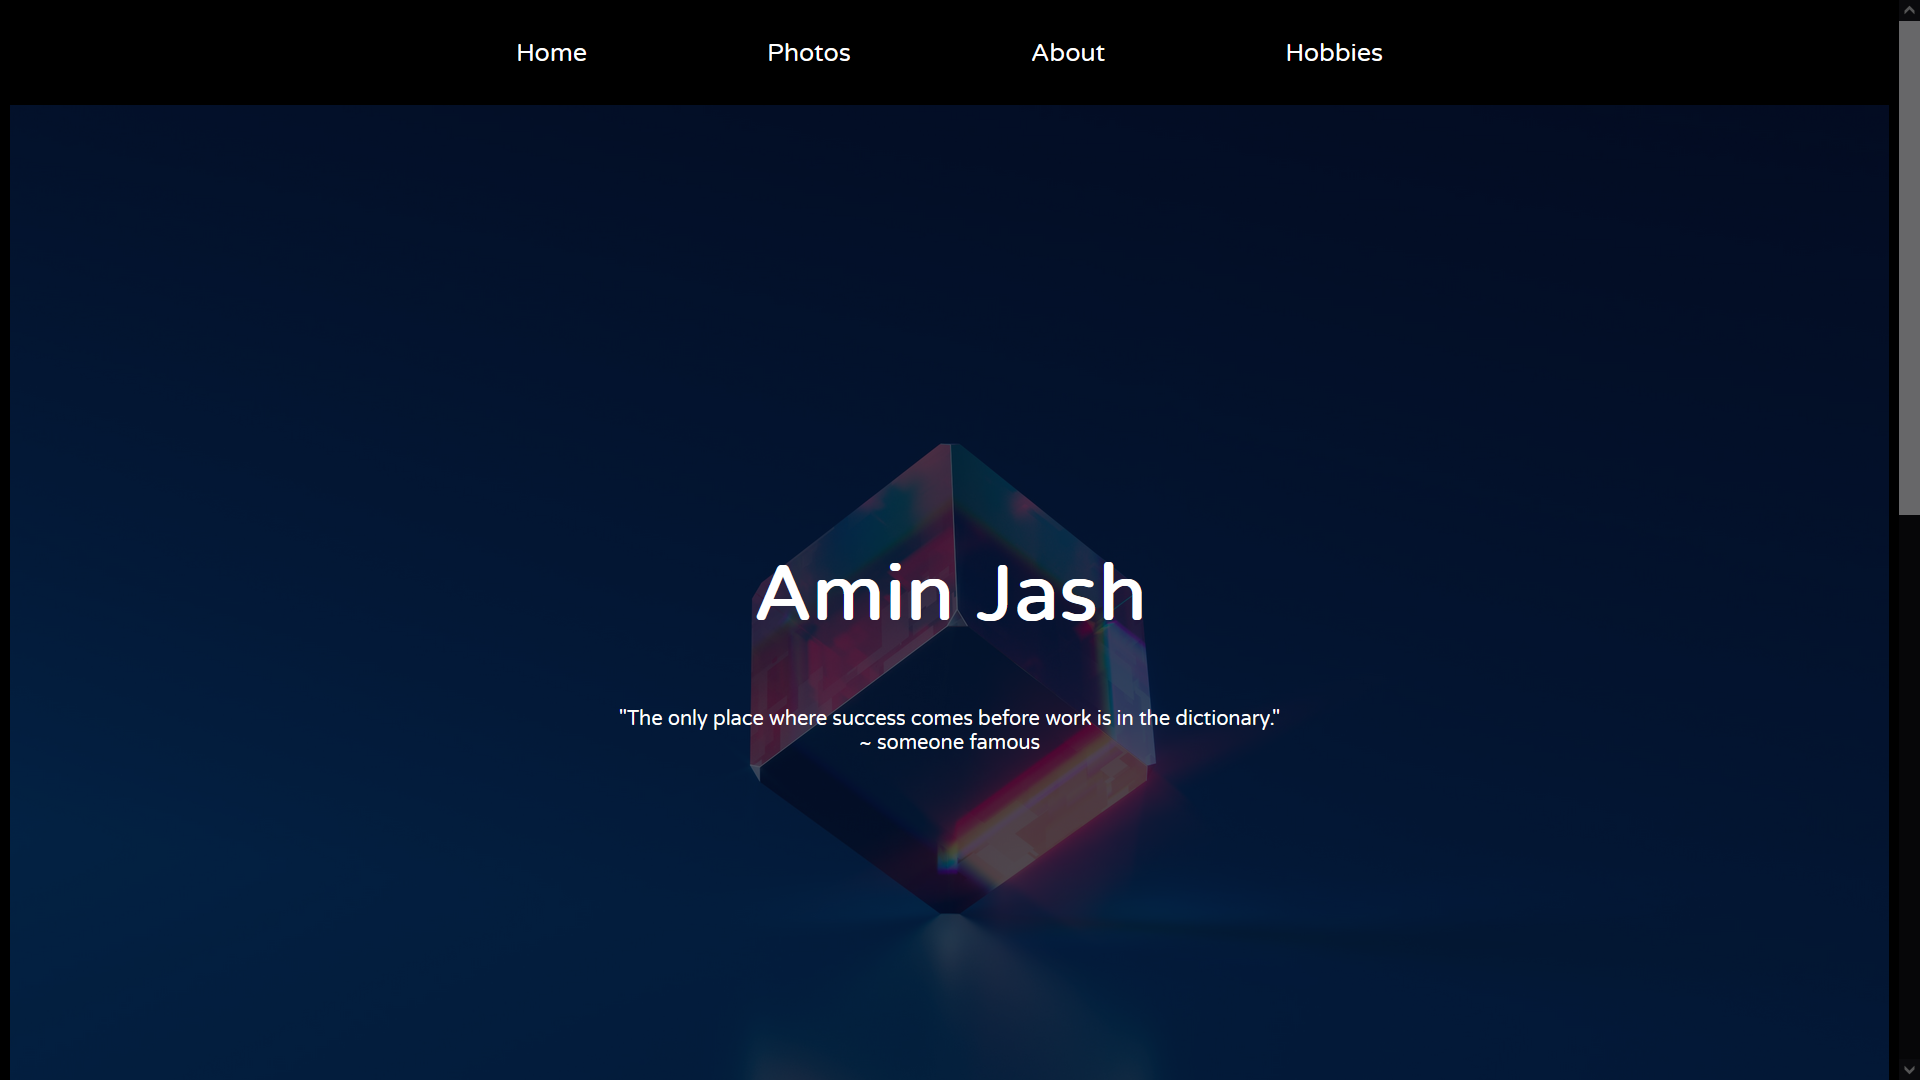 Home Photos About Hobbies
Amin Jash
"The only place where success comes before work is in the dictionary."
~ someone famous